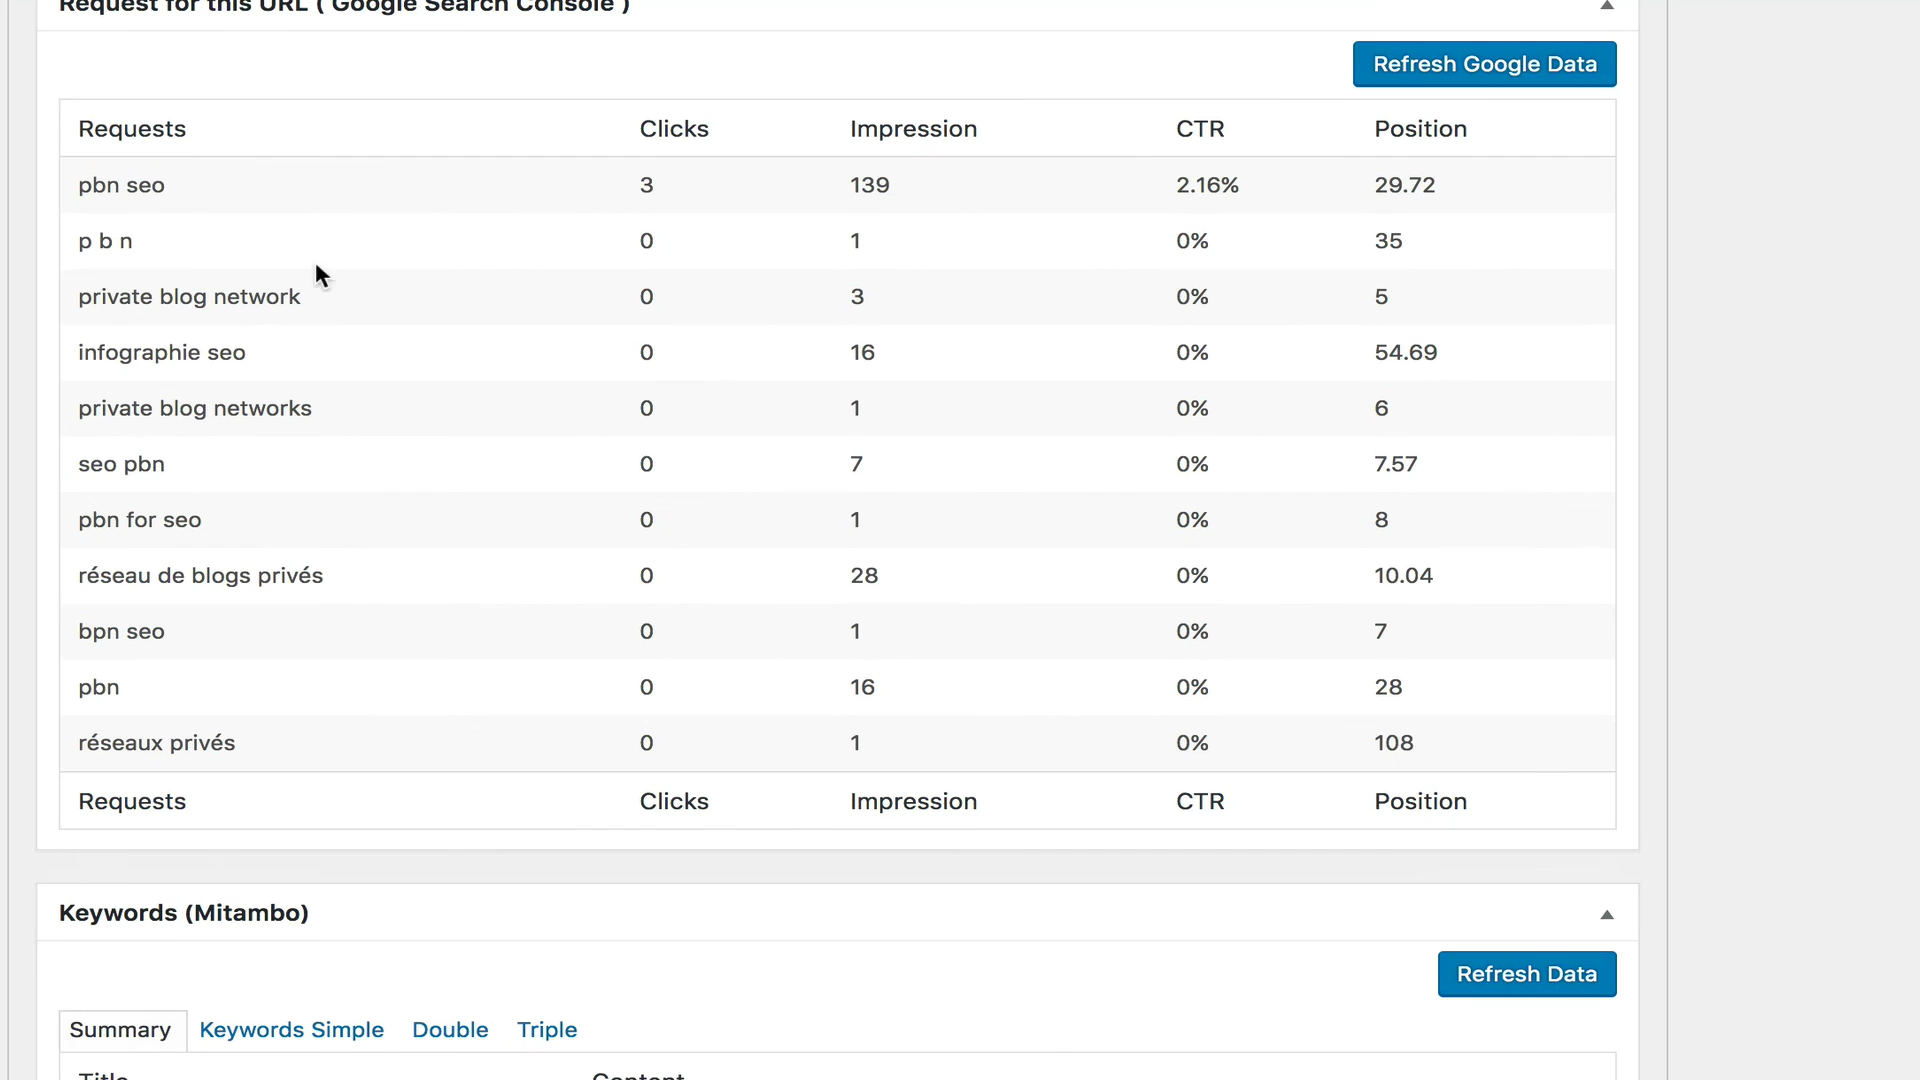 Request for this URL ( Google Search Console )
Refresh Google Data
Requests Clicks Impression CTR Position
pbn seo 3 139 2.16% 29.72
p b n 0 1 0% 35
private blog network 0 3 0% 5
infographie seo 0 16 0% 54.69
private blog networks 0 1 0% 6
seo pbn 0 7 0% 7.57
pbn for seo 0 1 0% 8
réseau de blogs privés 0 28 0% 10.04
bpn seo 0 1 0% 7
pbn 0 16 0% 28
réseaux privés 0 1 0% 108
Requests Clicks Impression CTR Position
Keywords (Mitambo)
Refresh Data
Summary Keywords Simple Double Triple
Title Content